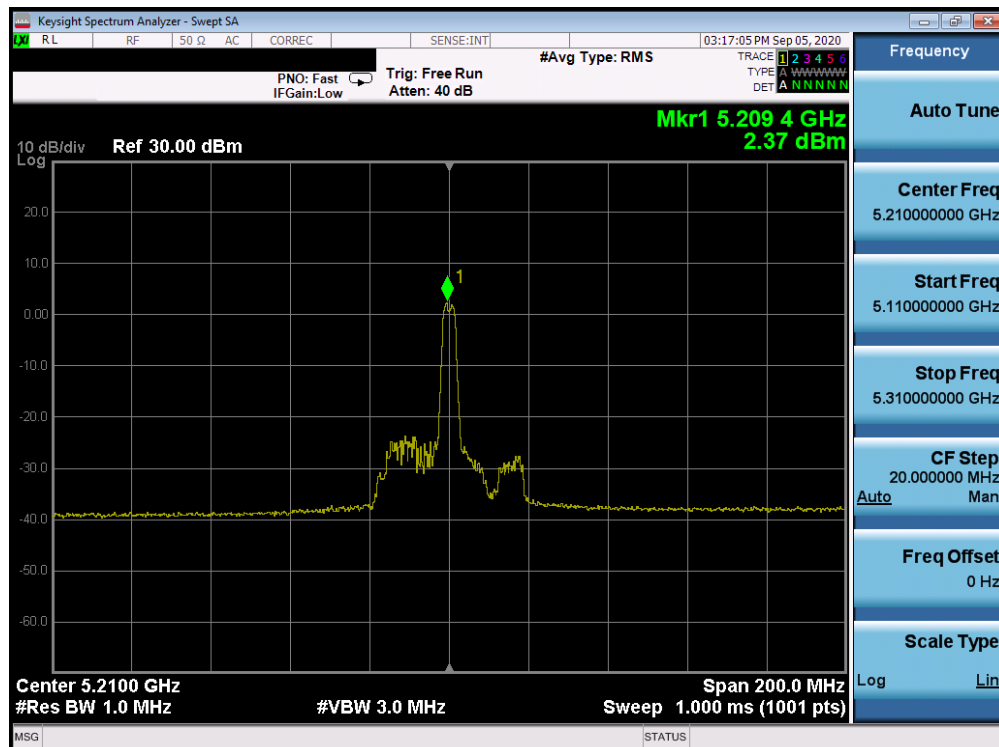 Keysight Spectrum Analyzer - Swept SA
LXI RL RF 50 Ω AC CORREC SENSE:INT 03:17:05 PM Sep 05, 2020
#Avg Type: RMS
TRACE 1 2 3 4 5 6
TYPE A WWWWW
DET A N N N N N
PNO: Fast
IFGain:Low
Trig: Free Run
Atten: 40 dB
Mkr1 5.209 4 GHz
2.37 dBm
10 dB/div Ref 30.00 dBm
Log
20.0
10.0
0.00
-10.0
-20.0
-30.0
-40.0
-50.0
-60.0
1
Center 5.2100 GHz Span 200.0 MHz
#Res BW 1.0 MHz #VBW 3.0 MHz Sweep 1.000 ms (1001 pts)
MSG STATUS
Frequency
Auto Tune
Center Freq
5.210000000 GHz
Start Freq
5.110000000 GHz
Stop Freq
5.310000000 GHz
CF Step
20.000000 MHz
Auto Man
Freq Offset
0 Hz
Scale Type
Log Lin